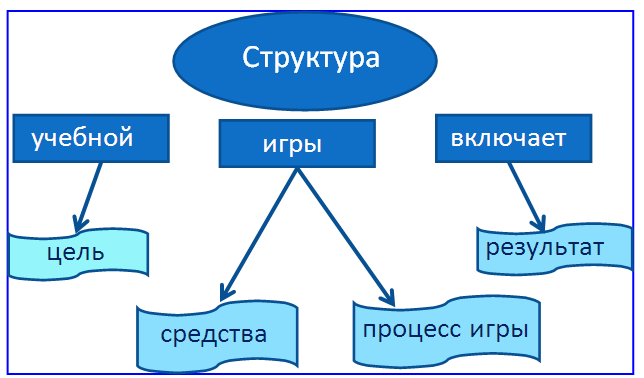 Структура
учебной
игры
включает
цель
результат
средства
процесс игры